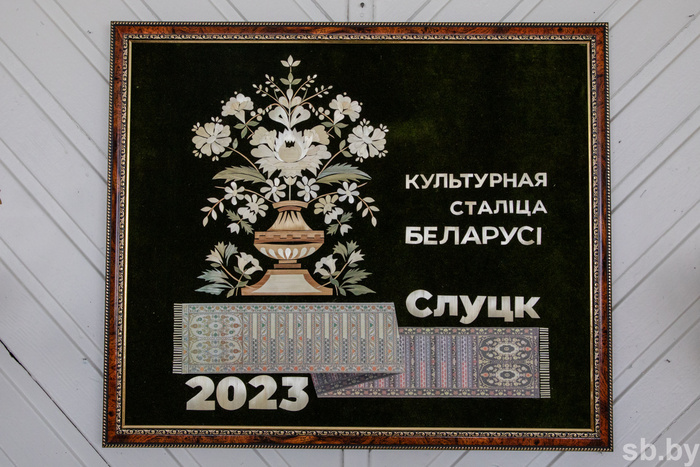 КУЛЬТУРНАЯ
СТАЛІЦА
БЕЛАРУСІ
Слуцк
2023
sb.by